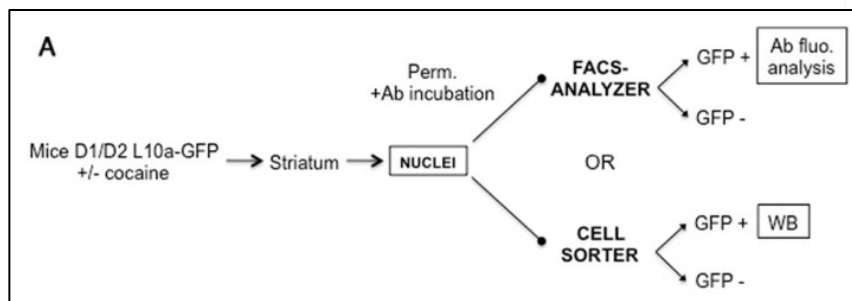 A
Perm.
+Ab incubation
FACS-
ANALYZER
GFP +
Ab fluo.
analysis
GFP -
Mice D1/D2 L10a-GFP
+/- cocaine
Striatum
NUCLEI
OR
CELL
SORTER
GFP +
WB
GFP -